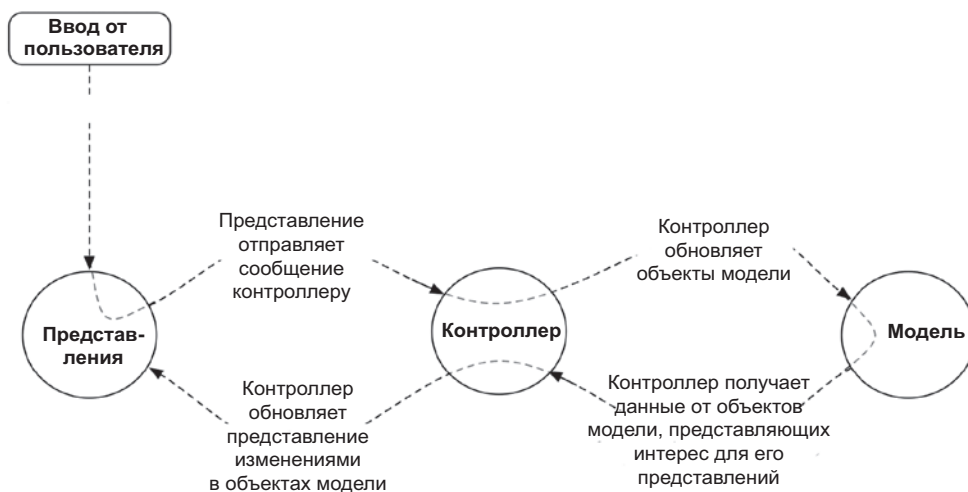 Ввод от
пользователя
Представление
отправляет
сообщение
контроллеру
Контроллер
обновляет
объекты модели
Представ-
ления
Контроллер
Модель
Контроллер
обновляет
представление
изменениями
в объектах модели
Контроллер получает
данные от объектов
модели, представляющих
интерес для его
представлений